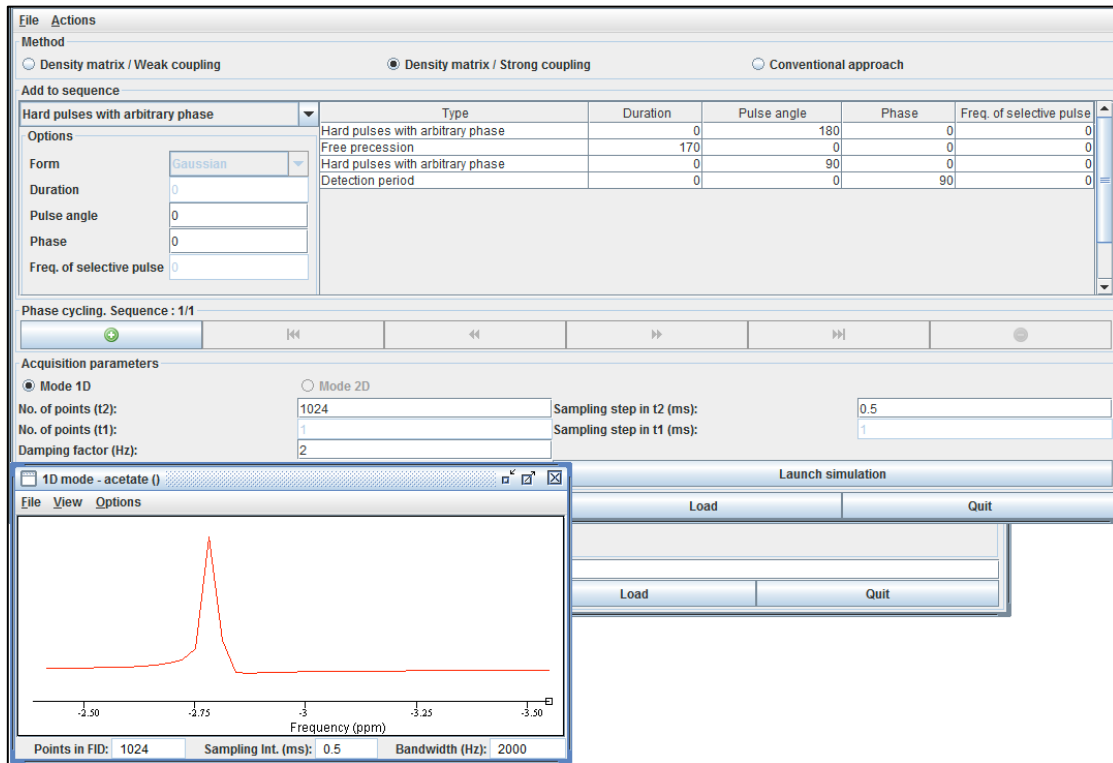 File Actions
Method
Density matrix / Weak coupling Density matrix / Strong coupling Conventional approach
Add to sequence
Hard pulses with arbitrary phase
Options
Form Gaussian
Duration 0
Pulse angle 0
Phase 0
Freq. of selective pulse 0
Type Duration Pulse angle Phase Freq. of selective pulse
Hard pulses with arbitrary phase 0 180 0 0
Free precession 170 0 0 0
Hard pulses with arbitrary phase 0 90 0 0
Detection period 0 0 90 0
Phase cycling. Sequence : 1/1
Acquisition parameters
Mode 1D Mode 2D
No. of points (t2): 1024 Sampling step in t2 (ms): 0.5
No. of points (t1): 1 Sampling step in t1 (ms): 1
Damping factor (Hz): 2
Launch simulation
Load Quit
Load Quit
1D mode - acetate ()
File View Options
-2.50 -2.75 -3 -3.25 -3.50
Frequency (ppm)
Points in FID: 1024 Sampling Int. (ms): 0.5 Bandwidth (Hz): 2000